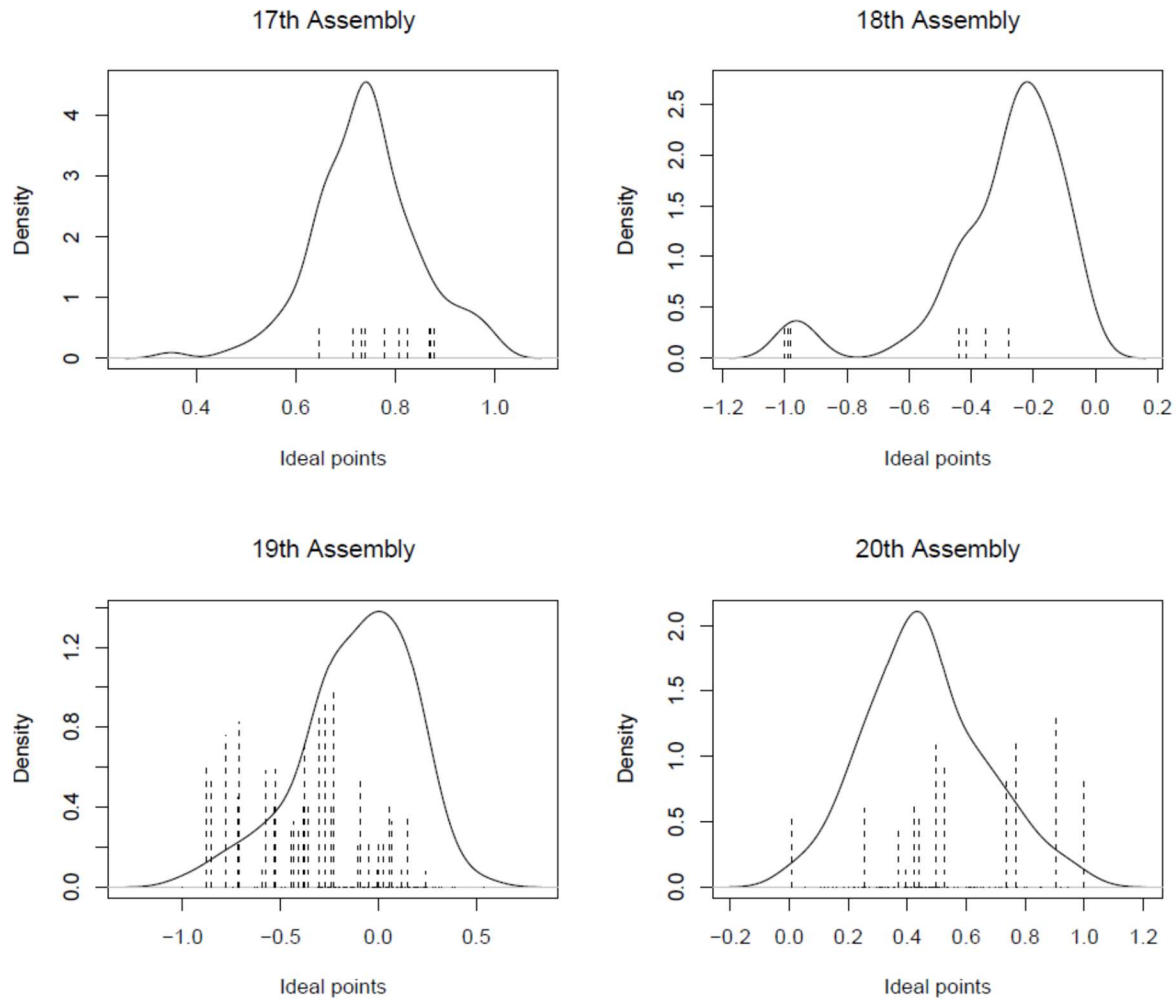 17th Assembly
Density
0
1
2
3
4
0.4 0.6 0.8 1.0
Ideal points
18th Assembly
Density
0.0
0.5
1.0
1.5
2.0
2.5
−1.2 −1.0 −0.8 −0.6 −0.4 −0.2 0.0 0.2
Ideal points
19th Assembly
Density
0.0
0.4
0.8
1.2
−1.0 −0.5 0.0 0.5
Ideal points
20th Assembly
Density
0.0
0.5
1.0
1.5
2.0
−0.2 0.0 0.2 0.4 0.6 0.8 1.0 1.2
Ideal points